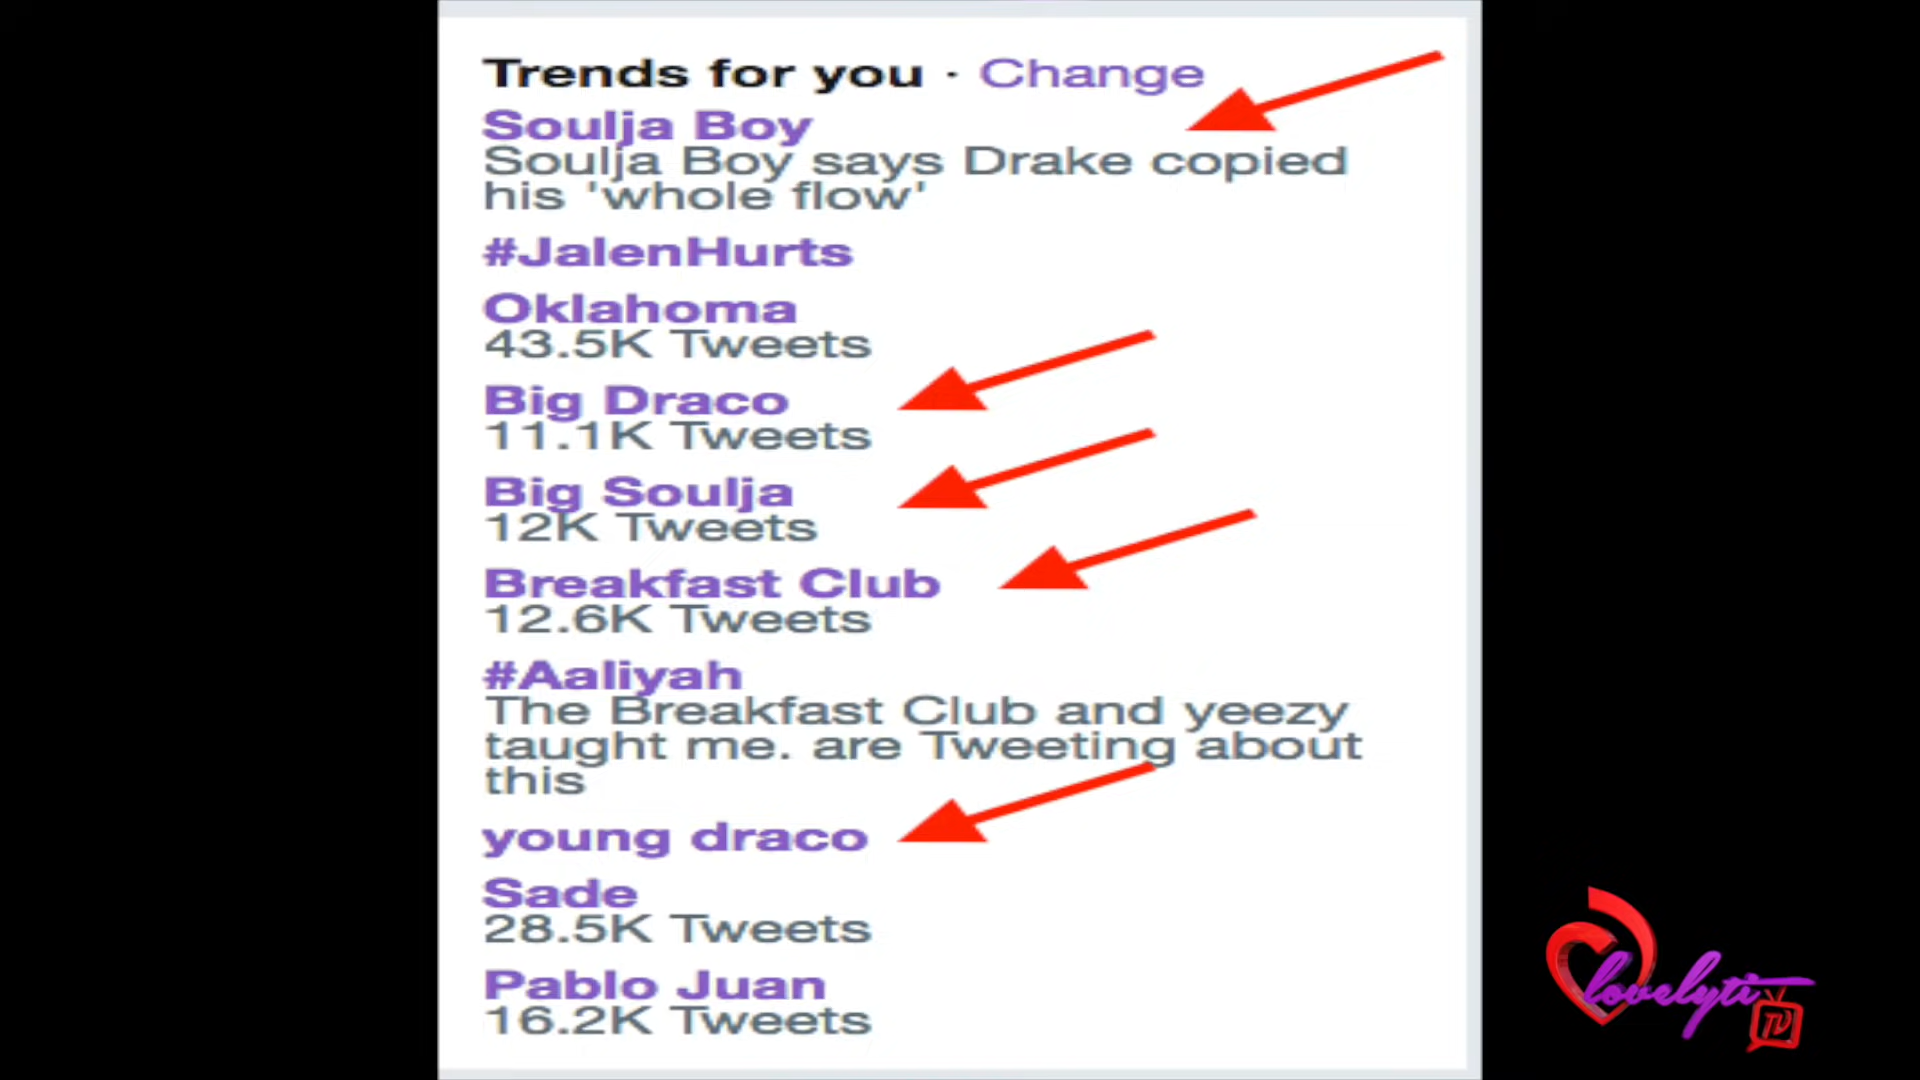 Trends for you · Change
Soulja Boy
Soulja Boy says Drake copied
his 'whole flow'
#JalenHurts
Oklahoma
43.5K Tweets
Big Draco
11.1K Tweets
Big Soulja
12K Tweets
Breakfast Club
12.6K Tweets
#Aaliyah
The Breakfast Club and yeezy
taught me. are Tweeting about
this
young draco
Sade
28.5K Tweets
Pablo Juan
16.2K Tweets
lovelyti
TV